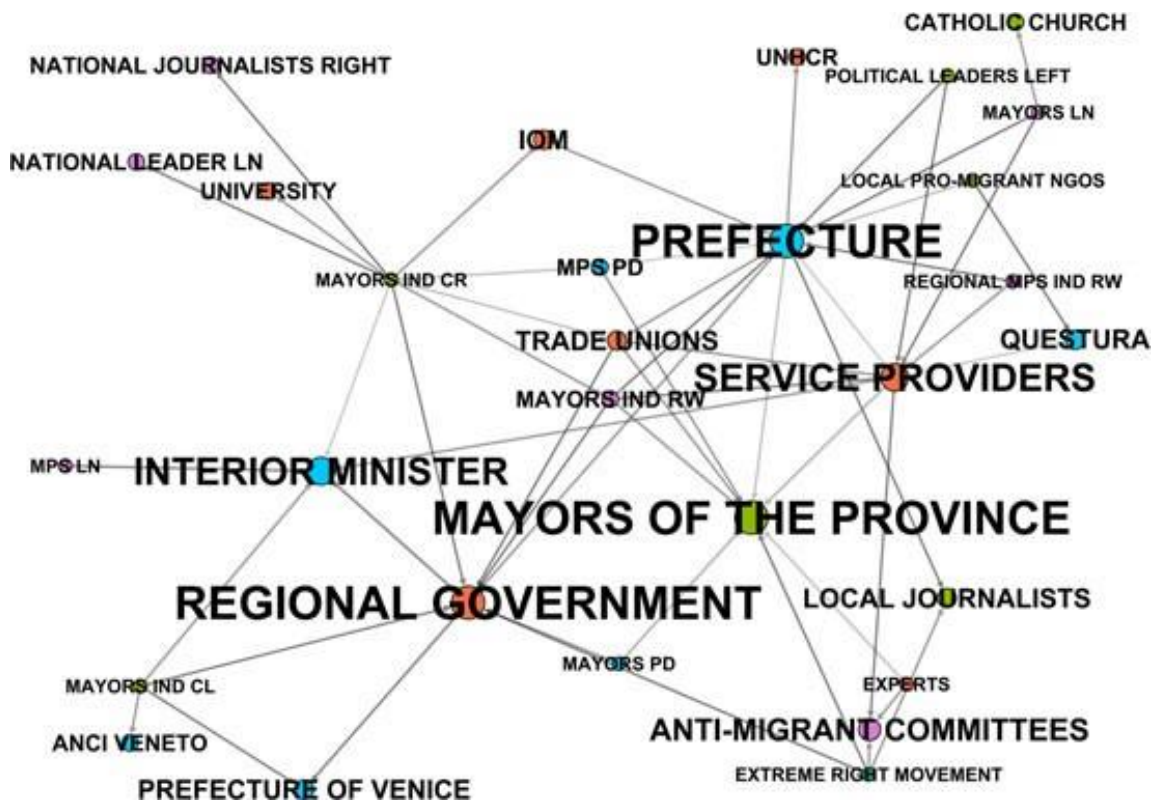 CATHOLIC CHURCH
NATIONAL JOURNALISTS RIGHT
UNHCR
POLITICAL LEADERS LEFT
MAYORS LN
IOM
NATIONAL LEADER LN
UNIVERSITY
LOCAL PRO-MIGRANT NGOS
PREFECTURE
MPS PD
MAYORS IND CR
REGIONAL MPS IND RW
TRADE UNIONS
QUESTURA
SERVICE PROVIDERS
MAYORS IND RW
MPS LN
INTERIOR MINISTER
MAYORS OF THE PROVINCE
REGIONAL GOVERNMENT
LOCAL JOURNALISTS
MAYORS PD
MAYORS IND CL
EXPERTS
ANTI-MIGRANT COMMITTEES
ANCI VENETO
EXTREME RIGHT MOVEMENT
PREFECTURE OF VENICE